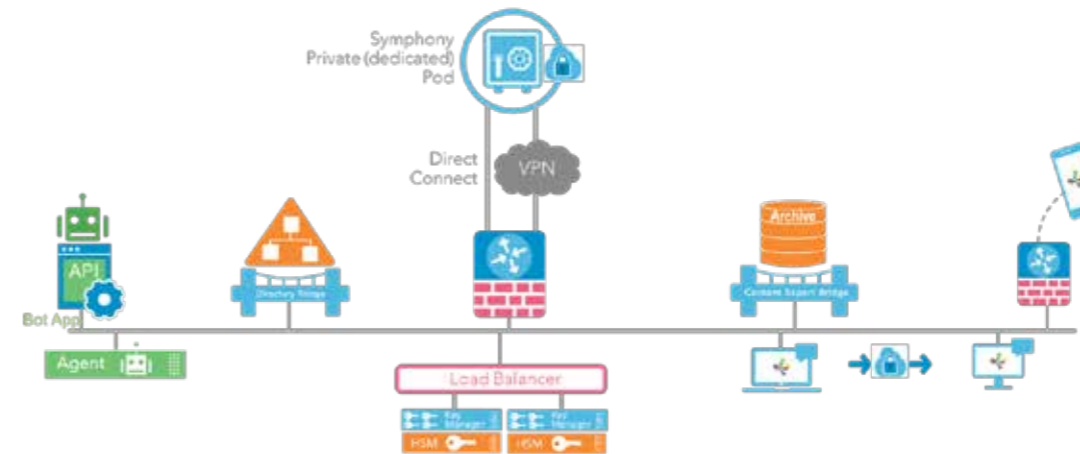 Symphony
Private (dedicated)
Pod
Direct
Connect
VPN
API
Bot App
Directory Bridge
Archive
Content Export Bridge
Agent
Load Balancer
Key
Manager
HSM
Key
Manager
HSM